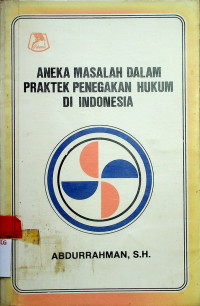 ANEKA MASALAH DALAM
PRAKTEK PENEGAKAN HUKUM
DI INDONESIA
ABDURRAHMAN, S.H.